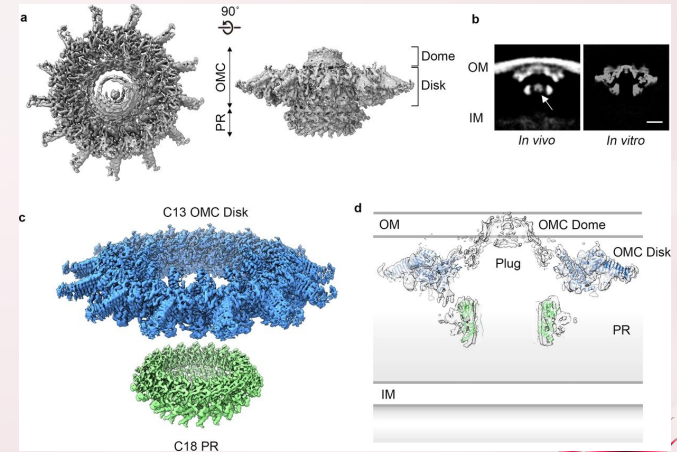 a
90°
OMC
PR
Dome
Disk
b
OM
IM
In vivo
In vitro
c
C13 OMC Disk
C18 PR
d
OM
OMC Dome
OMC Disk
Plug
PR
IM